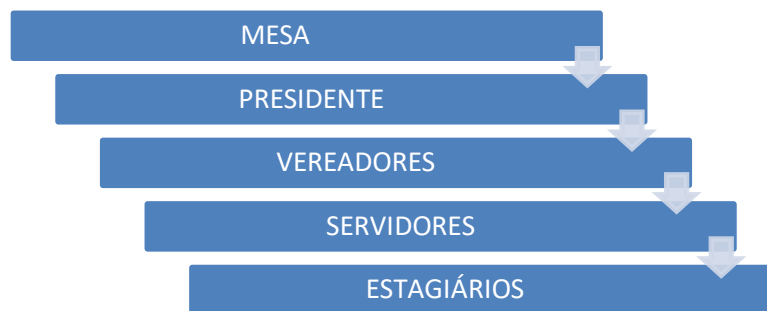 MESA
PRESIDENTE
VEREADORES
SERVIDORES
ESTAGIÁRIOS